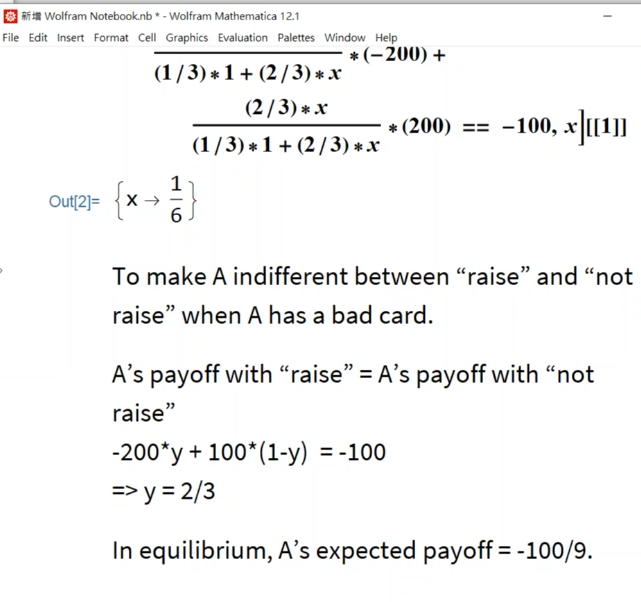 新增 Wolfram Notebook.nb * - Wolfram Mathematica 12.1
File Edit Insert Format Cell Graphics Evaluation Palettes Window Help
(1/3)*1+(2/3)*x *(-200)+
(2/3)*x
(1/3)*1+(2/3)*x *(200) == -100, x][[1]]
Out[2]= {x → 1/6}
To make A indifferent between “raise” and “not
raise” when A has a bad card.
A’s payoff with “raise” = A’s payoff with “not
raise”
-200*y + 100*(1-y) = -100
=> y = 2/3
In equilibrium, A’s expected payoff = -100/9.